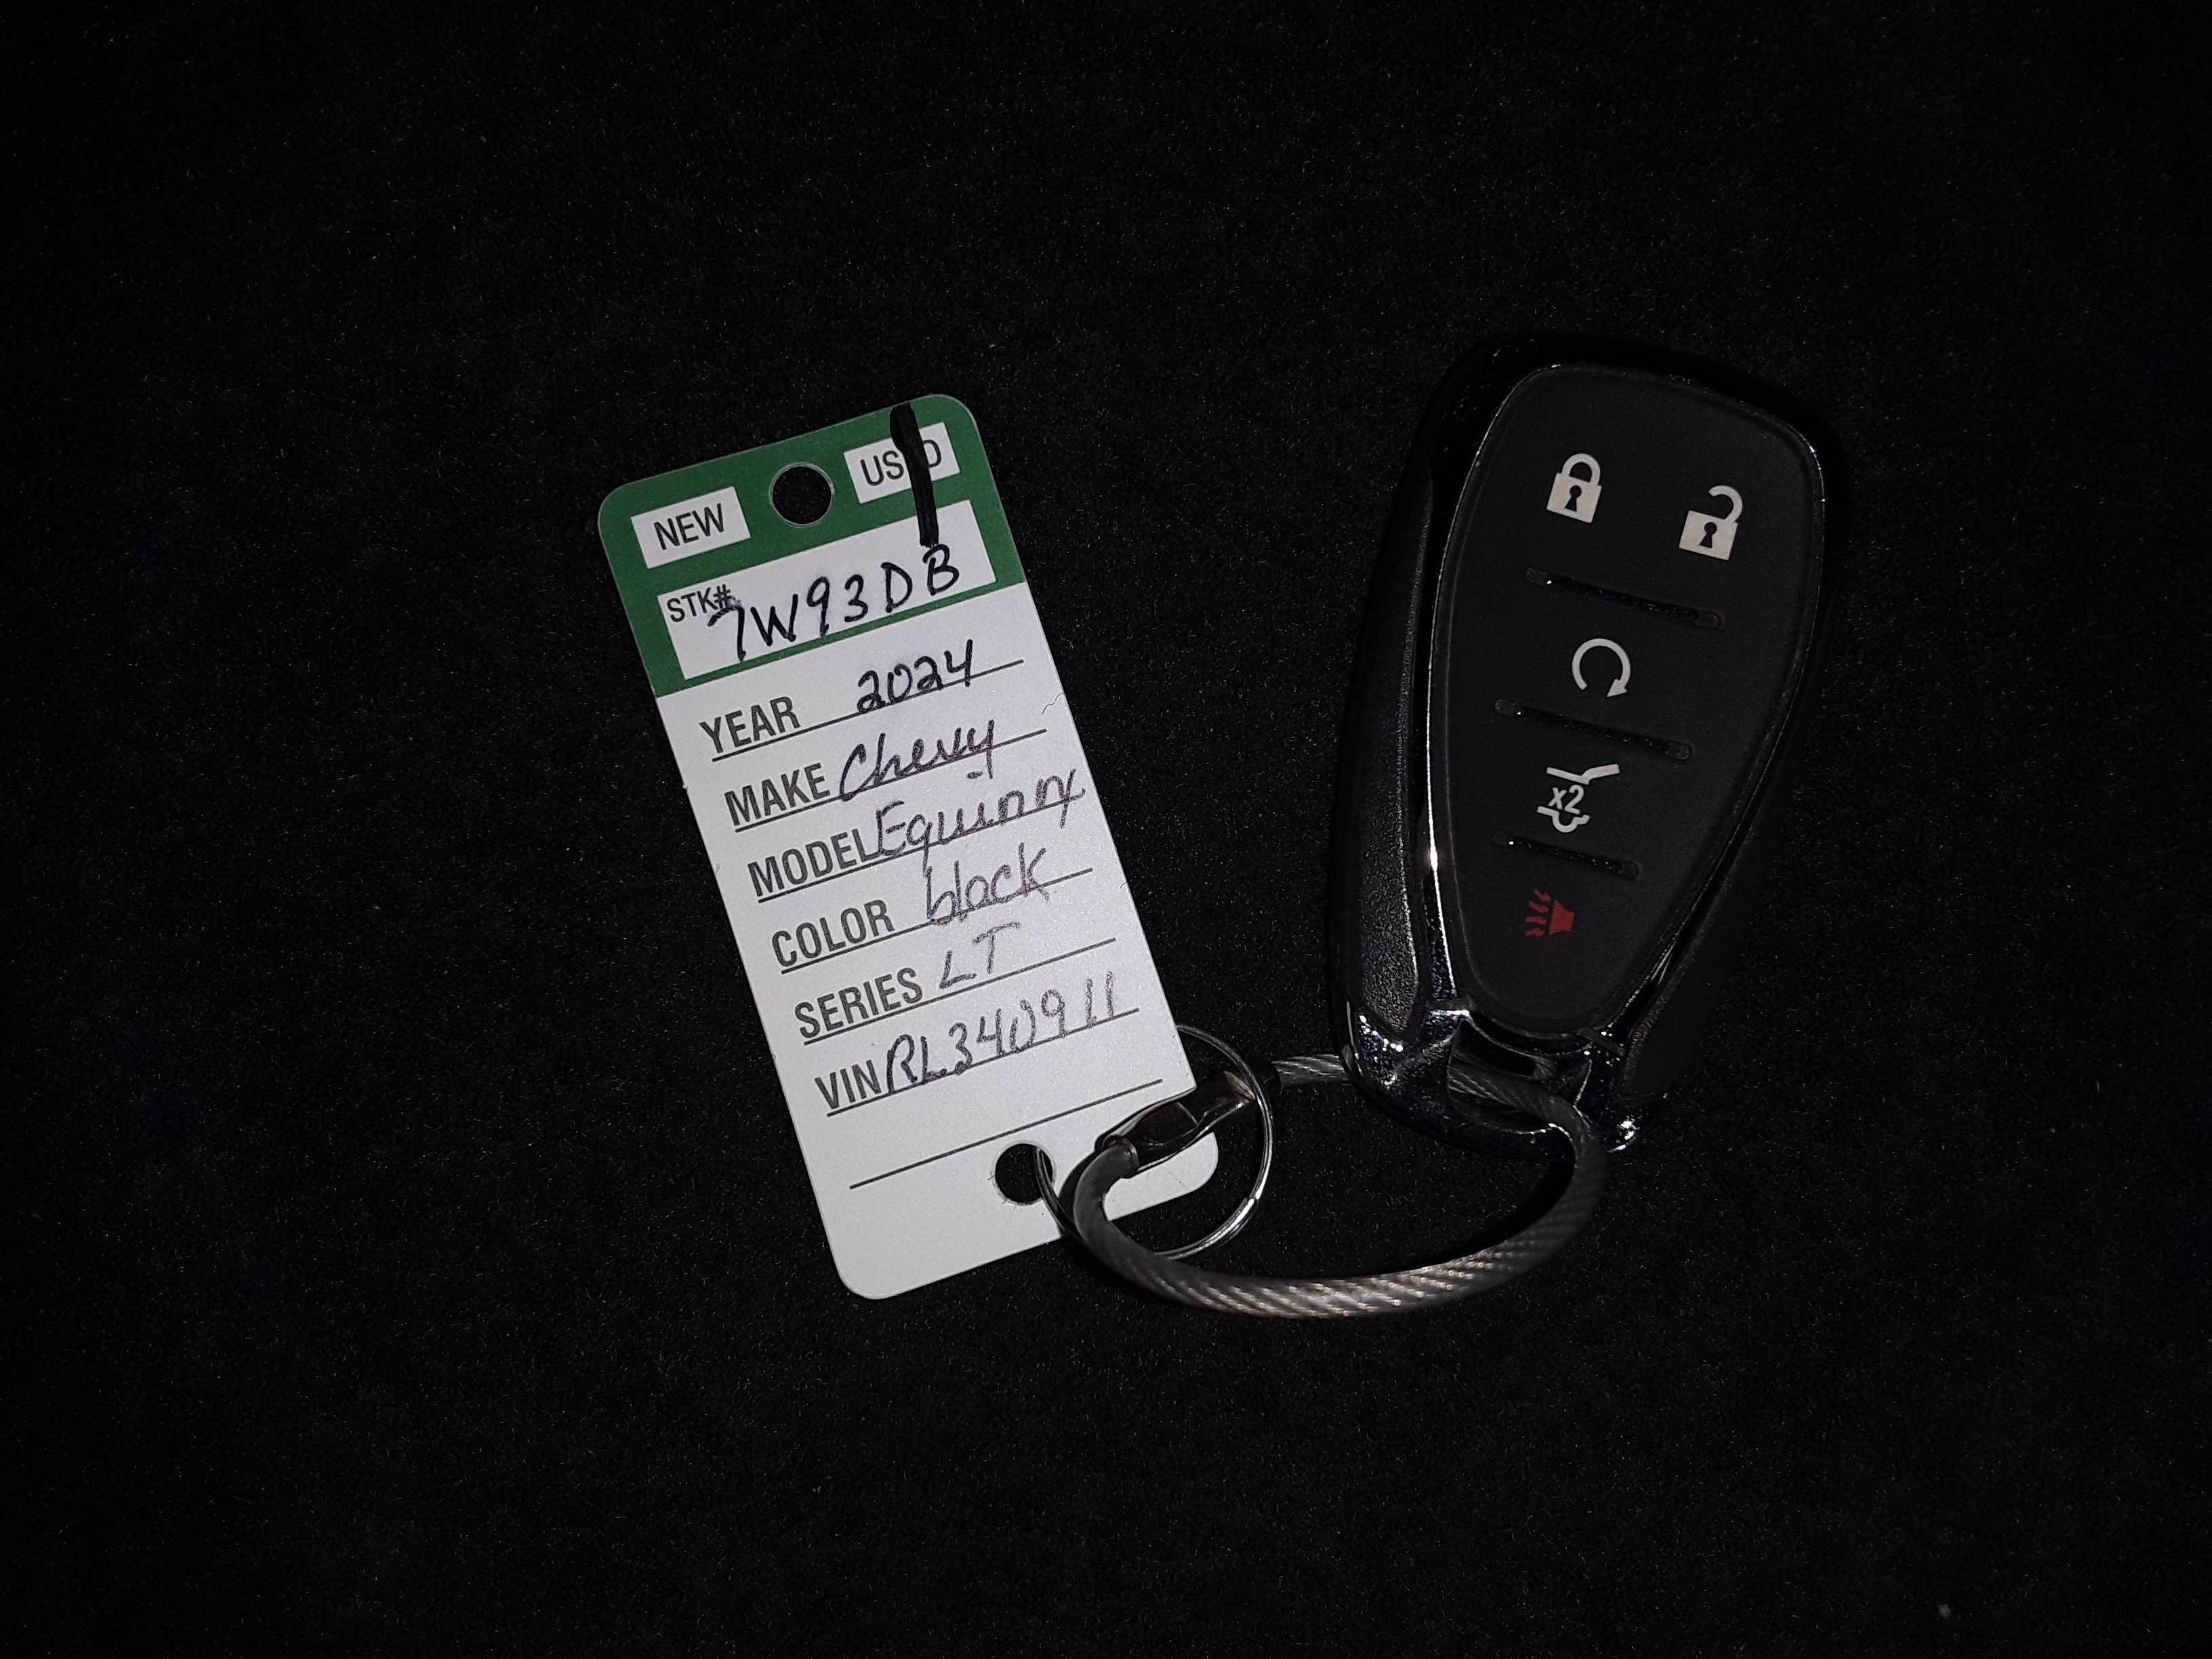 NEW USED
STK# 7W93DB
YEAR 2024
MAKE Chevy
MODEL Equinox
COLOR black
SERIES LT
VIN RL340911
x2